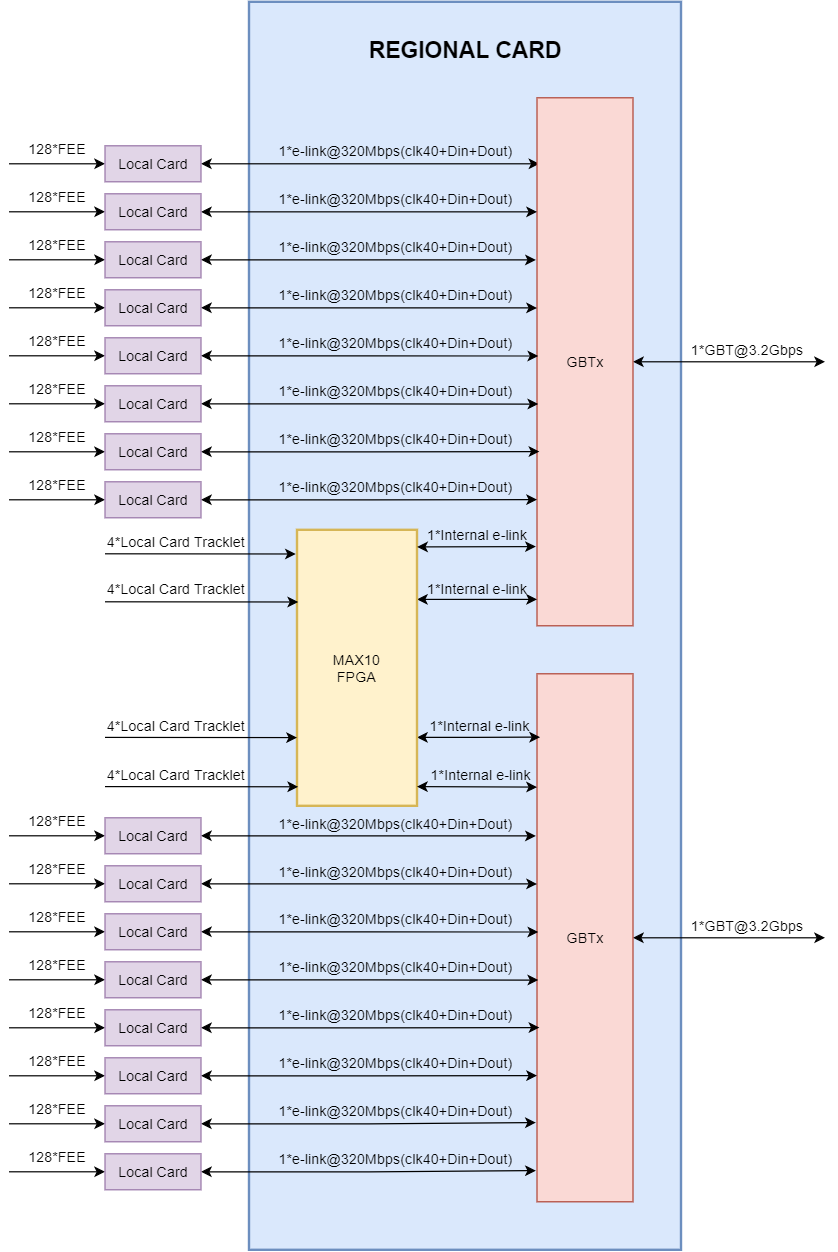 REGIONAL CARD
128*FEE
Local Card
1*e-link@320Mbps(clk40+Din+Dout)
128*FEE
Local Card
1*e-link@320Mbps(clk40+Din+Dout)
128*FEE
Local Card
1*e-link@320Mbps(clk40+Din+Dout)
128*FEE
Local Card
1*e-link@320Mbps(clk40+Din+Dout)
128*FEE
Local Card
1*e-link@320Mbps(clk40+Din+Dout)
GBTx
1*GBT@3.2Gbps
128*FEE
Local Card
1*e-link@320Mbps(clk40+Din+Dout)
128*FEE
Local Card
1*e-link@320Mbps(clk40+Din+Dout)
128*FEE
Local Card
1*e-link@320Mbps(clk40+Din+Dout)
4*Local Card Tracklet
1*Internal e-link
4*Local Card Tracklet
1*Internal e-link
MAX10
FPGA
4*Local Card Tracklet
1*Internal e-link
4*Local Card Tracklet
1*Internal e-link
128*FEE
Local Card
1*e-link@320Mbps(clk40+Din+Dout)
128*FEE
Local Card
1*e-link@320Mbps(clk40+Din+Dout)
128*FEE
Local Card
1*e-link@320Mbps(clk40+Din+Dout)
GBTx
1*GBT@3.2Gbps
128*FEE
Local Card
1*e-link@320Mbps(clk40+Din+Dout)
128*FEE
Local Card
1*e-link@320Mbps(clk40+Din+Dout)
128*FEE
Local Card
1*e-link@320Mbps(clk40+Din+Dout)
128*FEE
Local Card
1*e-link@320Mbps(clk40+Din+Dout)
128*FEE
Local Card
1*e-link@320Mbps(clk40+Din+Dout)